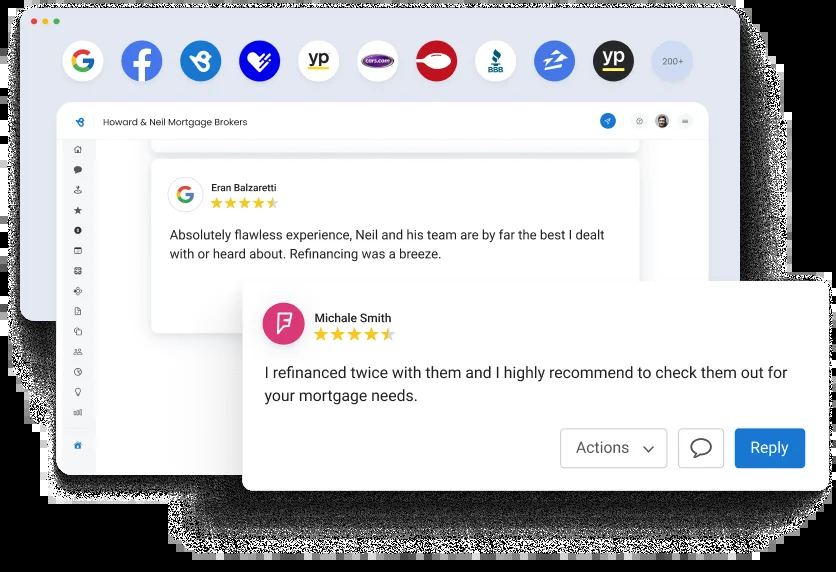 G
f
yp
cars.com
BBB
yp
200+
Howard & Neil Mortgage Brokers
G
Eran Balzaretti
Absolutely flawless experience, Neil and his team are by far the best I dealt
with or heard about. Refinancing was a breeze.
Michale Smith
I refinanced twice with them and I highly recommend to check them out for
your mortgage needs.
Actions
Reply